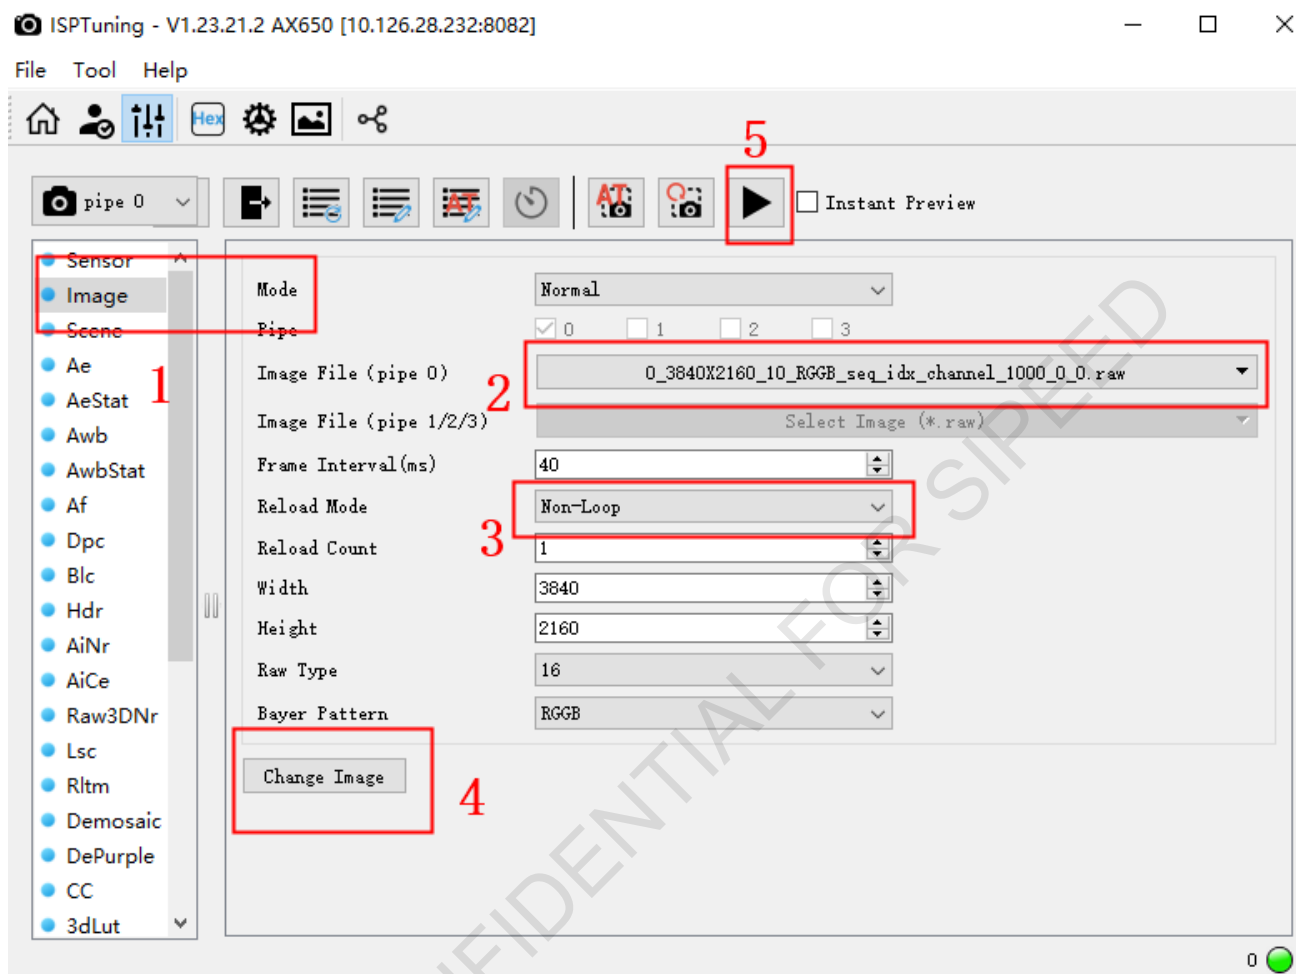 ISPTuning - V1.23.21.2 AX650 [10.126.28.232:8082]
File Tool Help
Hex
5
pipe 0
AT
AT
Instant Preview
Sensor
Image
Scene
Ae
AeStat
Awb
AwbStat
Af
Dpc
Blc
Hdr
AiNr
AiCe
Raw3DNr
Lsc
Rltm
Demosaic
DePurple
CC
3dLut
1
Mode Normal
Pipe 0 1 2 3
Image File (pipe 0) 2 0_3840X2160_10_RGGB_seq_idx_channel_1000_0_0.raw
Image File (pipe 1/2/3) Select Image (*.raw)
Frame Interval(ms) 40
Reload Mode Non-Loop
3
Reload Count 1
Width 3840
Height 2160
Raw Type 16
Bayer Pattern RGGB
Change Image 4
NFIDENTIAL FOR SIPEED
0